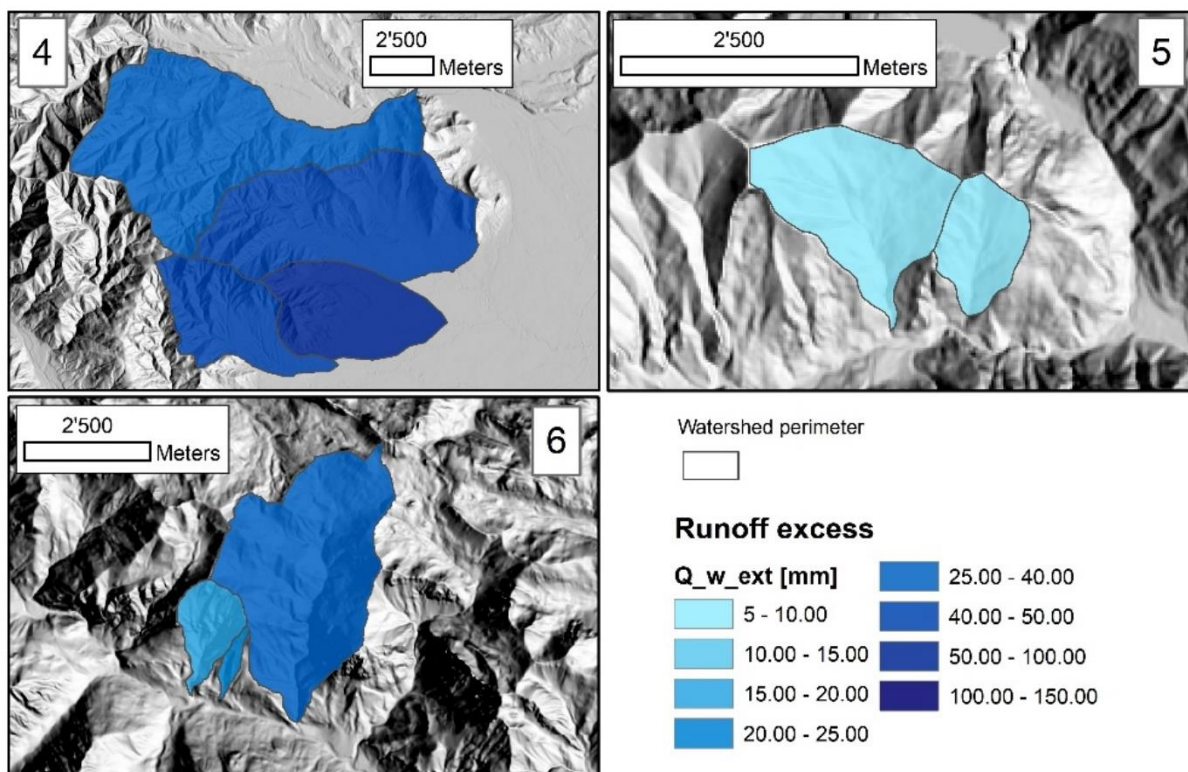 4
2'500
Meters
2'500
Meters
5
2'500
Meters
6
Watershed perimeter
Runoff excess
Q_w_ext [mm]
5 - 10.00
10.00 - 15.00
15.00 - 20.00
20.00 - 25.00
25.00 - 40.00
40.00 - 50.00
50.00 - 100.00
100.00 - 150.00